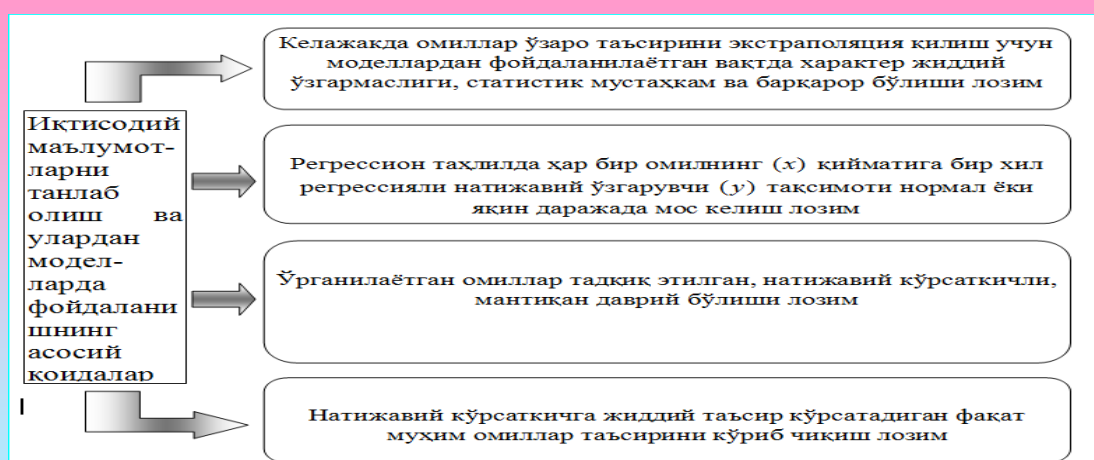 Иқтисодий
маълумот-
ларни
танлаб
олиш ва
улардан
модел-
ларда
фойдалани
шнинг
асосий
қоидалар
Келажакда омиллар ўзаро таъсирини экстраполяция қилиш учун
моделлардан фойдаланилаётган вақтда характер жиддий
ўзгармаслиги, статистик мустаҳкам ва барқарор бўлиши лозим
Регрессион таҳлилда ҳар бир омилнинг (x) қийматига бир хил
регрессияли натижавий ўзгарувчи (y) тақсимоти нормал ёки
яқин даражада мос келиш лозим
Ўрганилаётган омиллар тадқиқ этилган, натижавий кўрсаткичли,
мантиқан даврий бўлиши лозим
Натижавий кўрсаткичга жиддий таъсир кўрсатадиган фақат
муҳим омиллар таъсирини кўриб чиқиш лозим